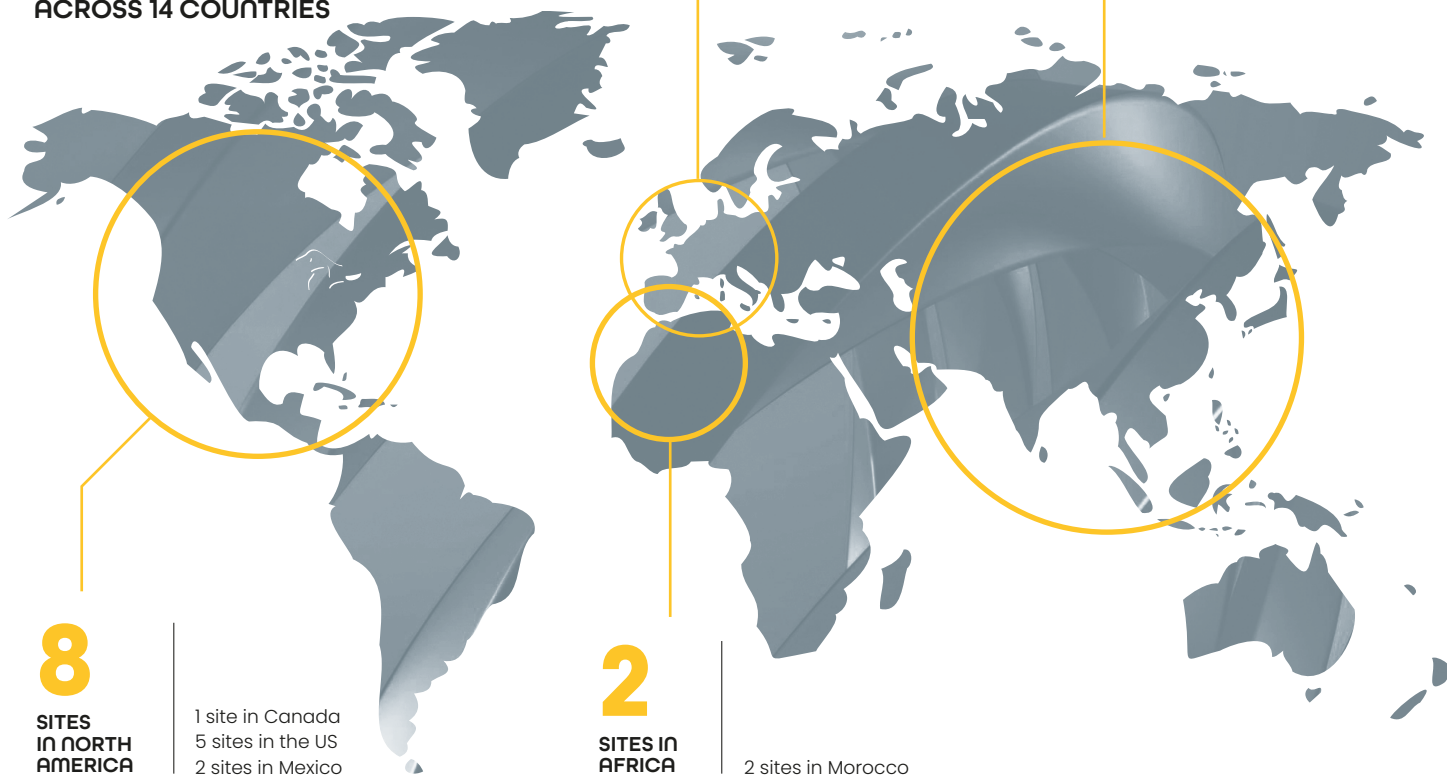 ACROSS 14 COUNTRIES
8
SITES
IN NORTH
AMERICA
1 site in Canada
5 sites in the US
2 sites in Mexico
2
SITES IN
AFRICA
2 sites in Morocco